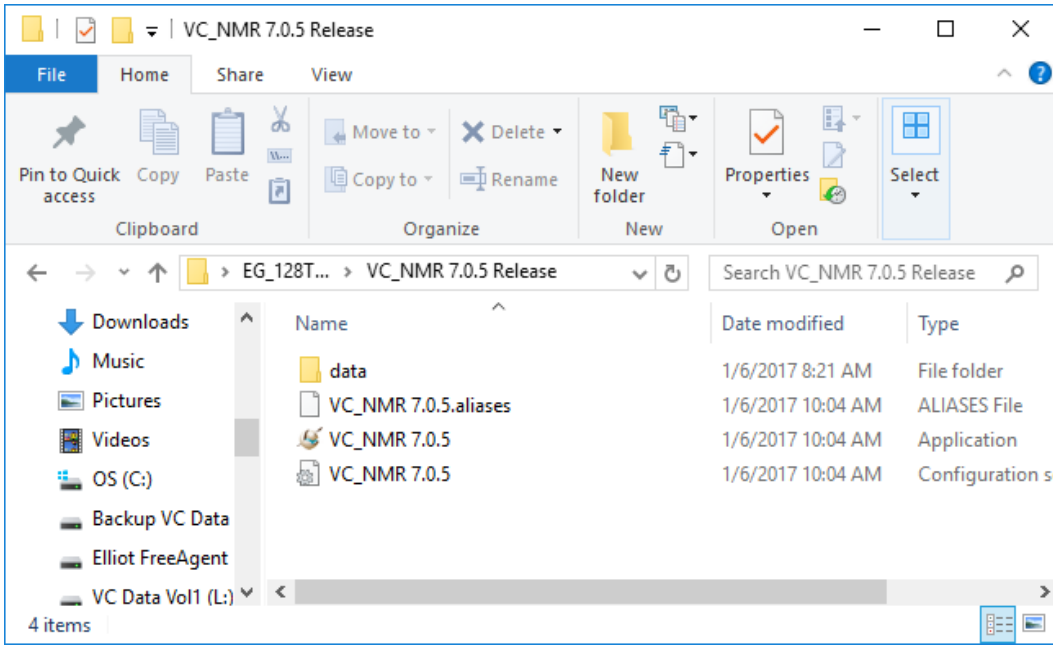 VC_NMR 7.0.5 Release
File Home Share View
Pin to Quick access
Copy
Paste
Clipboard
Move to
Copy to
Delete
Rename
Organize
New folder
New
Properties
Open
Select
EG_128T... > VC_NMR 7.0.5 Release
Search VC_NMR 7.0.5 Release
Downloads
Music
Pictures
Videos
OS (C:)
Backup VC Data
Elliot FreeAgent
VC Data Vol1 (L:)
Name Date modified Type
data 1/6/2017 8:21 AM File folder
VC_NMR 7.0.5.aliases 1/6/2017 10:04 AM ALIASES File
VC_NMR 7.0.5 1/6/2017 10:04 AM Application
VC_NMR 7.0.5 1/6/2017 10:04 AM Configuration s
4 items